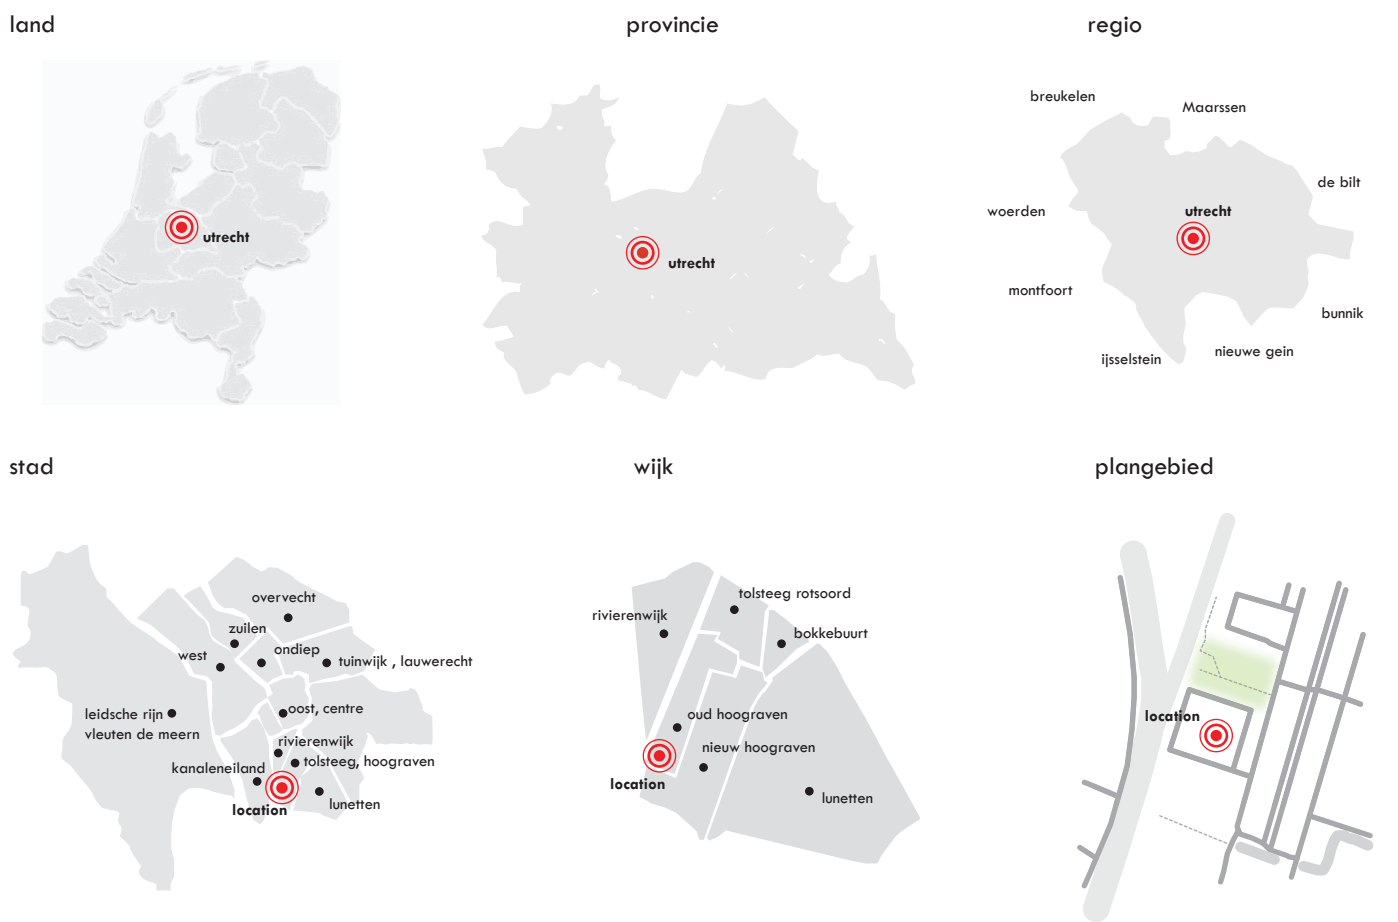 land
provincie
regio
utrecht
utrecht
breukelen
Maarssen
de bilt
woerden
utrecht
montfoort
bunnik
ijsselstein
nieuwe gein
stad
wijk
plangebied
overvecht
zuilen
ondiep
west
tuinwijk , lauwerecht
leidsche rijn
vleuten de meern
oost, centre
rivierenwijk
tolsteeg, hoograven
kanaleneiland
location
lunetten
tolsteeg rotsoord
rivierenwijk
bokkebuurt
oud hoograven
nieuw hoograven
location
lunetten
location